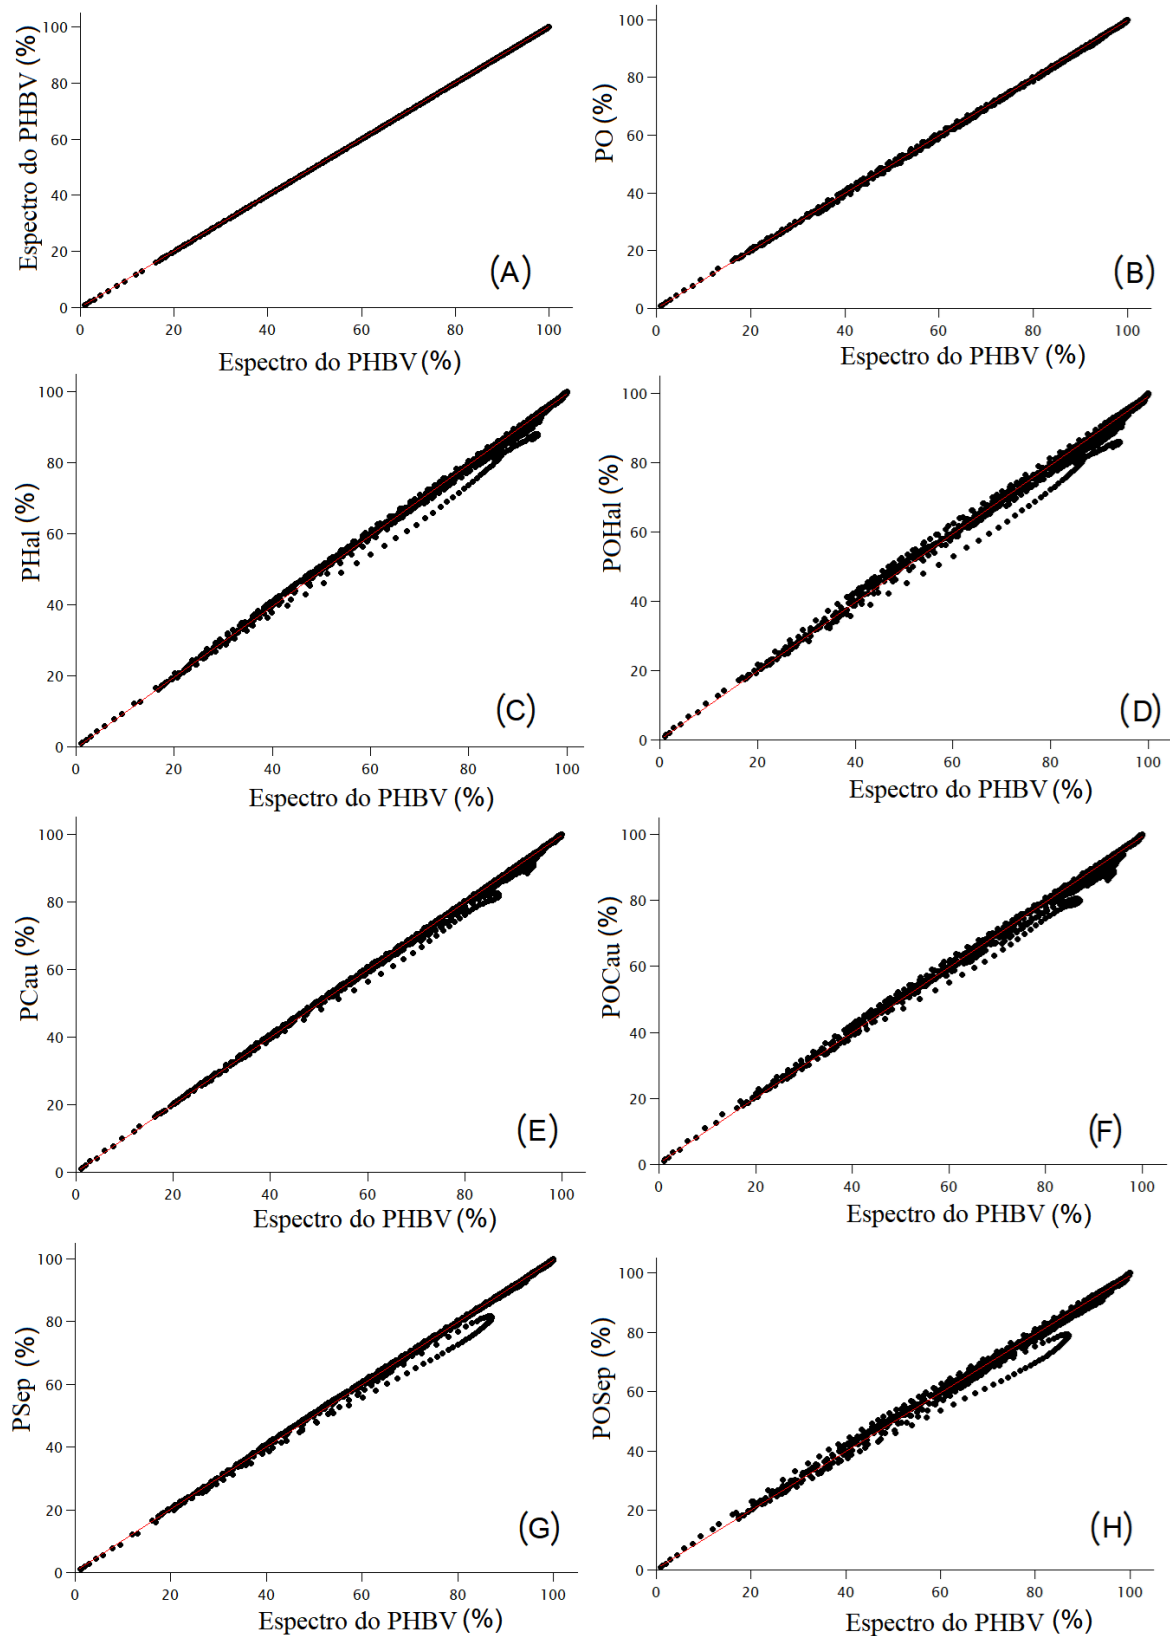 Espectro do PHBV (%)
100
80
60
40
20
0
(A)
0 20 40 60 80 100
Espectro do PHBV (%)
PO (%)
100
80
60
40
20
0
(B)
0 20 40 60 80 100
Espectro do PHBV (%)
PHal (%)
100
80
60
40
20
0
(C)
0 20 40 60 80 100
Espectro do PHBV (%)
POHal (%)
100
80
60
40
20
0
(D)
0 20 40 60 80 100
Espectro do PHBV (%)
PCau (%)
100
80
60
40
20
0
(E)
0 20 40 60 80 100
Espectro do PHBV (%)
POCau (%)
100
80
60
40
20
0
(F)
0 20 40 60 80 100
Espectro do PHBV (%)
PSep (%)
100
80
60
40
20
0
(G)
0 20 40 60 80 100
Espectro do PHBV (%)
POSep (%)
100
80
60
40
20
0
(H)
0 20 40 60 80 100
Espectro do PHBV (%)